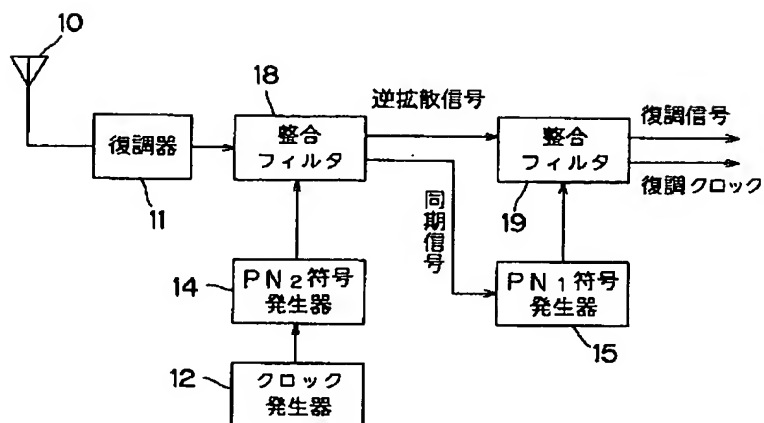 10
18
整合
フィルタ
逆拡散信号
整合
フィルタ
19
復調信号
復調クロック
復調器
11
同期信号
14
PN2符号
発生器
PN1符号
発生器
15
12
クロック
発生器